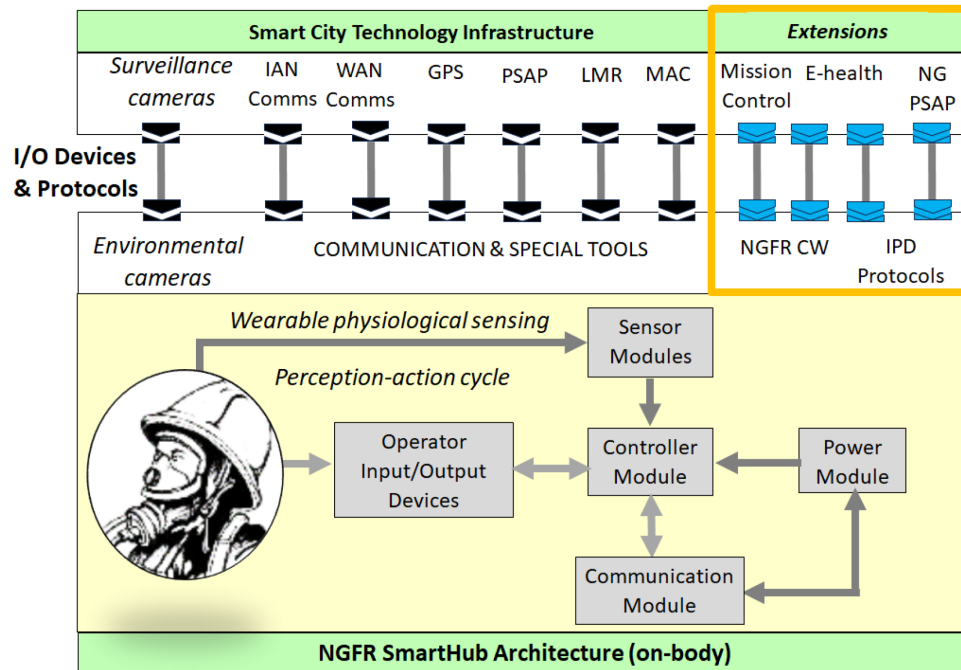 Smart City Technology Infrastructure
Extensions
Surveillance
cameras
IAN
Comms
WAN
Comms
GPS
PSAP
LMR
MAC
Mission
Control
E-health
NG
PSAP
I/O Devices
& Protocols
Environmental
cameras
COMMUNICATION & SPECIAL TOOLS
NGFR CW
IPD
Protocols
Wearable physiological sensing
Sensor
Modules
Perception-action cycle
Operator
Input/Output
Devices
Controller
Module
Power
Module
Communication
Module
NGFR SmartHub Architecture (on-body)